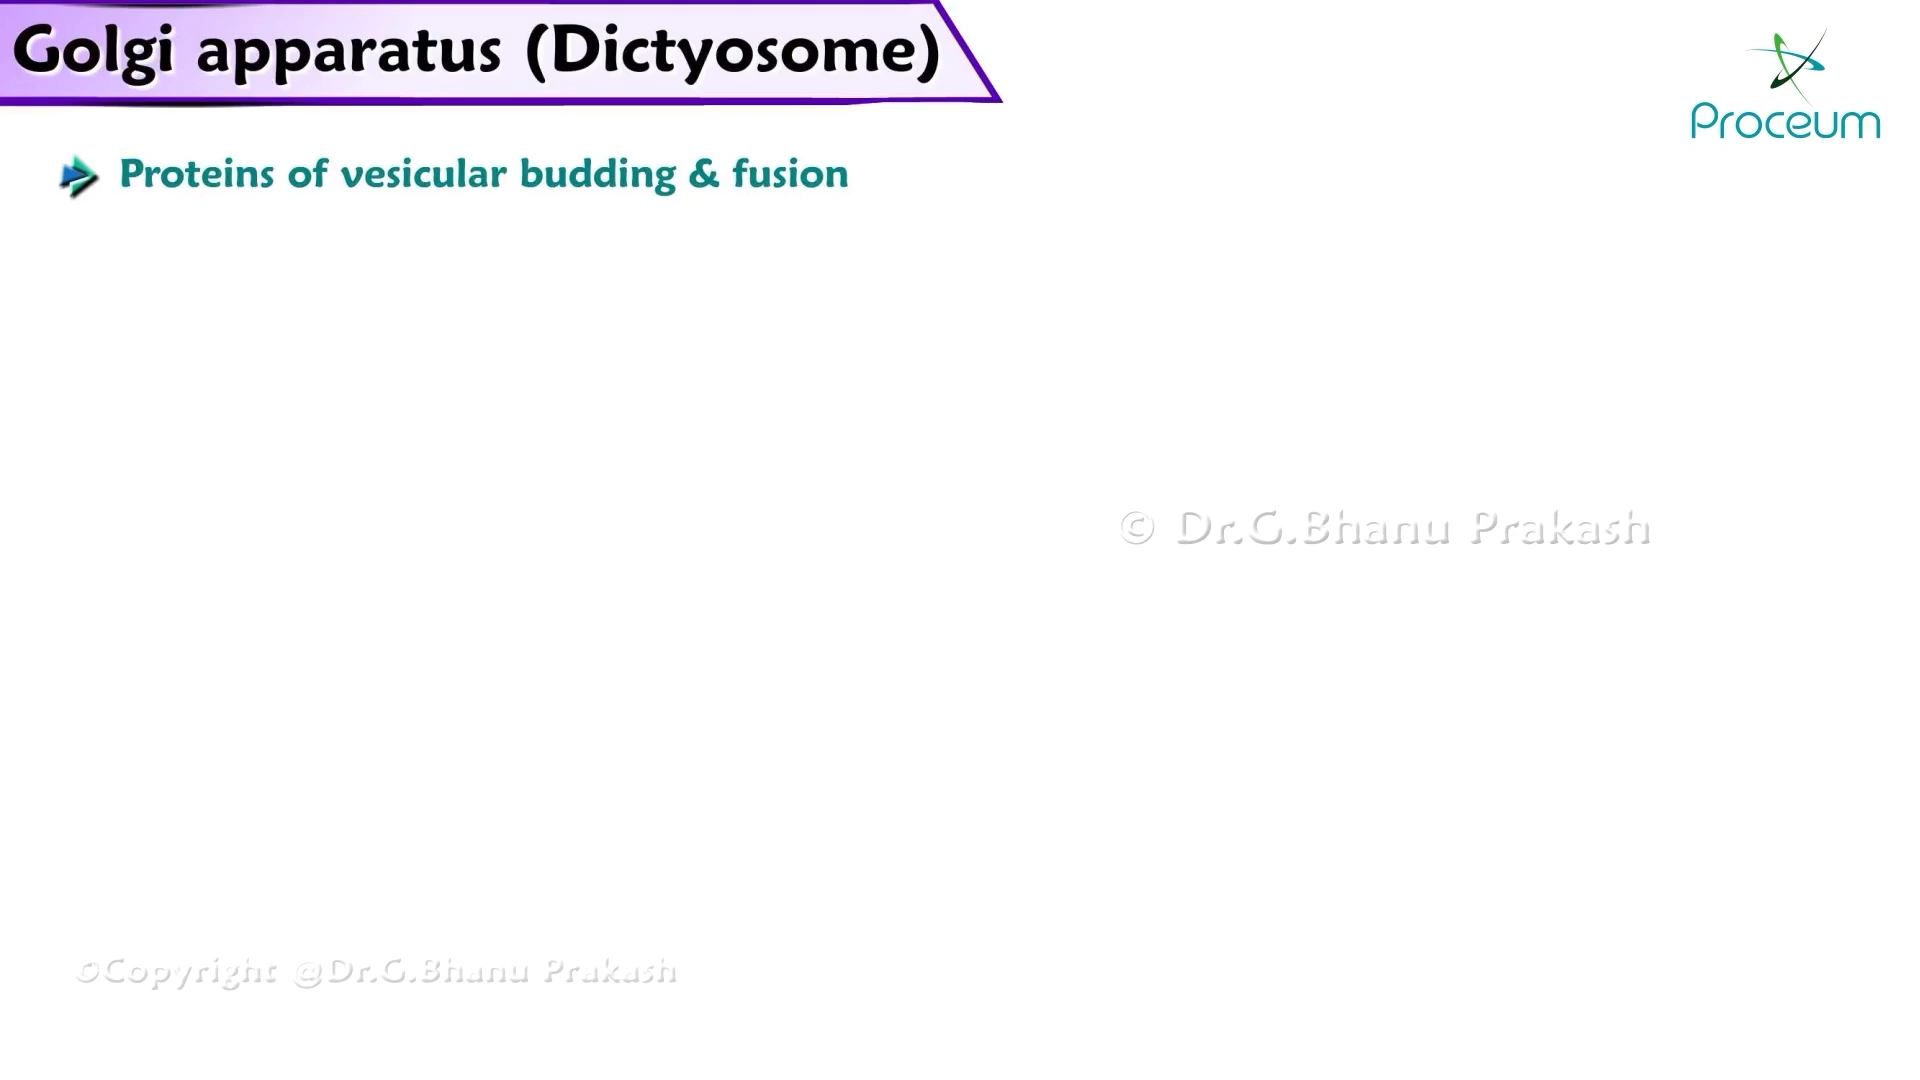 Golgi apparatus (Dictyosome)
Proceum
Proteins of vesicular budding & fusion
© Dr.G.Bhanu Prakash
©Copyright @Dr.G.Bhanu Prakash